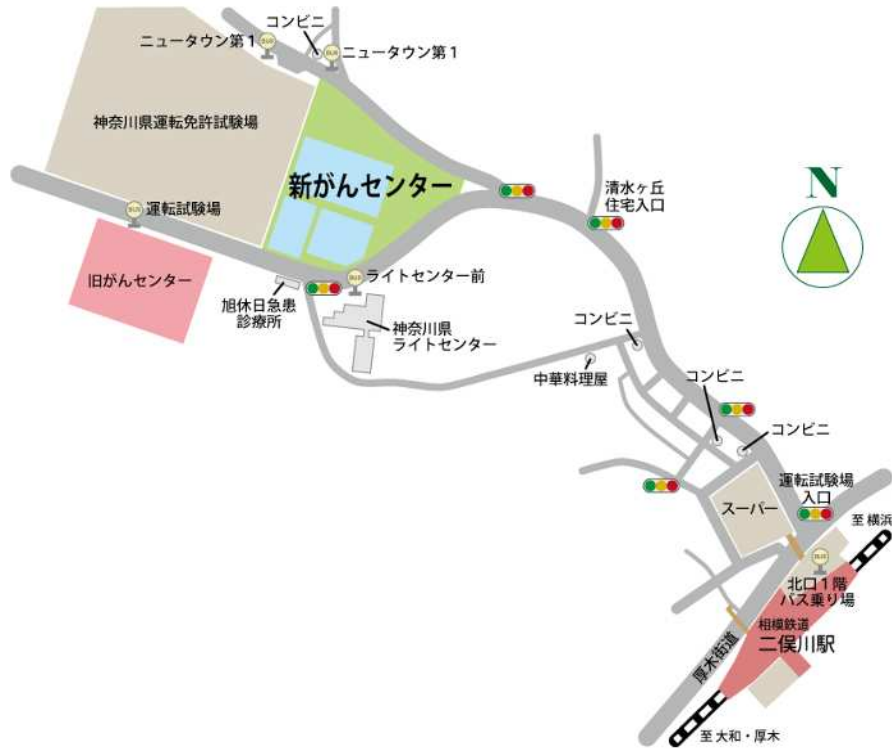 コンビニ
ニュータウン第1
BUS
BUS
ニュータウン第1
神奈川県運転免許試験場
N
新がんセンター
清水ヶ丘
住宅入口
BUS
運転試験場
旧がんセンター
BUS
ライトセンター前
旭休日急患
診療所
神奈川県
ライトセンター
コンビニ
中華料理屋
コンビニ
コンビニ
運転試験場
入口
スーパー
至 横浜
BUS
北口1階
バス乗り場
相模鉄道
二俣川駅
厚木街道
至 大和・厚木